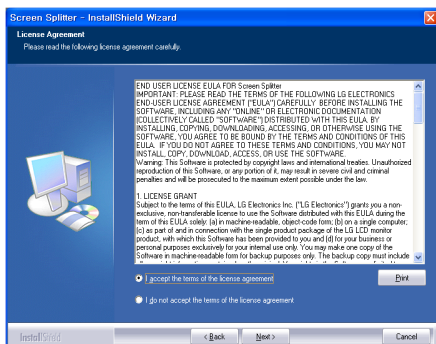 Screen Splitter - InstallShield Wizard
License Agreement
Please read the following license agreement carefully.
END USER LICENSE EULA FOR Screen Splitter
IMPORTANT: PLEASE READ THE TERMS OF THE FOLLOWING LG ELECTRONICS
END-USER LICENSE AGREEMENT ("EULA") CAREFULLY BEFORE INSTALLING THE
SOFTWARE, INCLUDING ANY "ONLINE" OR ELECTRONIC DOCUMENTATION
(COLLECTIVELY CALLED "SOFTWARE") DISTRIBUTED WITH THIS EULA. BY
INSTALLING, COPYING, DOWNLOADING, ACCESSING, OR OTHERWISE USING THE
SOFTWARE, YOU AGREE TO BE BOUND BY THE TERMS AND CONDITIONS OF THIS
EULA. IF YOU DO NOT AGREE TO THESE TERMS AND CONDITIONS, YOU MAY NOT
INSTALL, COPY, DOWNLOAD, ACCESS, OR USE THE SOFTWARE.
Warning: This Software is protected by copyright laws and international treaties. Unauthorized
reproduction of this Software, or any portion of it, may result in severe civil and criminal
penalties and will be prosecuted to the maximum extent possible under the law.
1. LICENSE GRANT
Subject to the terms of this EULA, LG Electronics Inc. ("LG Electronics") grants you a non-
exclusive, non-transferable license to use the Software distributed with this EULA during the
term of this EULA solely: (a) in machine-readable, object-code form; (b) on a single computer;
(c) as part of and in connection with the single product package of the LG LCD monitor
product, with which this Software has been provided to you and (d) for your business or
personal purposes exclusively for your internal use only. You may make one copy of the
Software in machine-readable form for backup purposes only. The backup copy must include
I accept the terms of the license agreement
Print
I do not accept the terms of the license agreement
InstallShield
< Back
Next >
Cancel